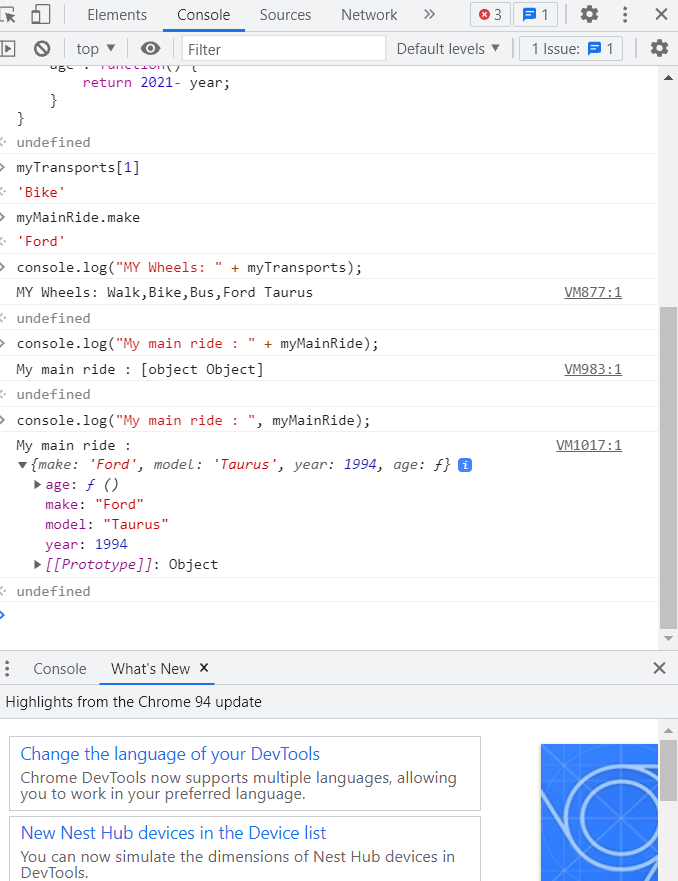 Elements Console Sources Network 3 1
top Filter Default levels 1 Issue: 1
age : function() {
return 2021- year;
}
}
undefined
myTransports[1]
'Bike'
myMainRide.make
'Ford'
console.log("MY Wheels: " + myTransports);
MY Wheels: Walk,Bike,Bus,Ford Taurus VM877:1
undefined
console.log("My main ride : " + myMainRide);
My main ride : [object Object] VM983:1
undefined
console.log("My main ride : ", myMainRide);
My main ride : VM1017:1
{make: 'Ford', model: 'Taurus', year: 1994, age: ƒ} i
age: ƒ ()
make: "Ford"
model: "Taurus"
year: 1994
[[Prototype]]: Object
undefined
Console What's New
Highlights from the Chrome 94 update
Change the language of your DevTools
Chrome DevTools now supports multiple languages, allowing
you to work in your preferred language.
New Nest Hub devices in the Device list
You can now simulate the dimensions of Nest Hub devices in
DevTools.